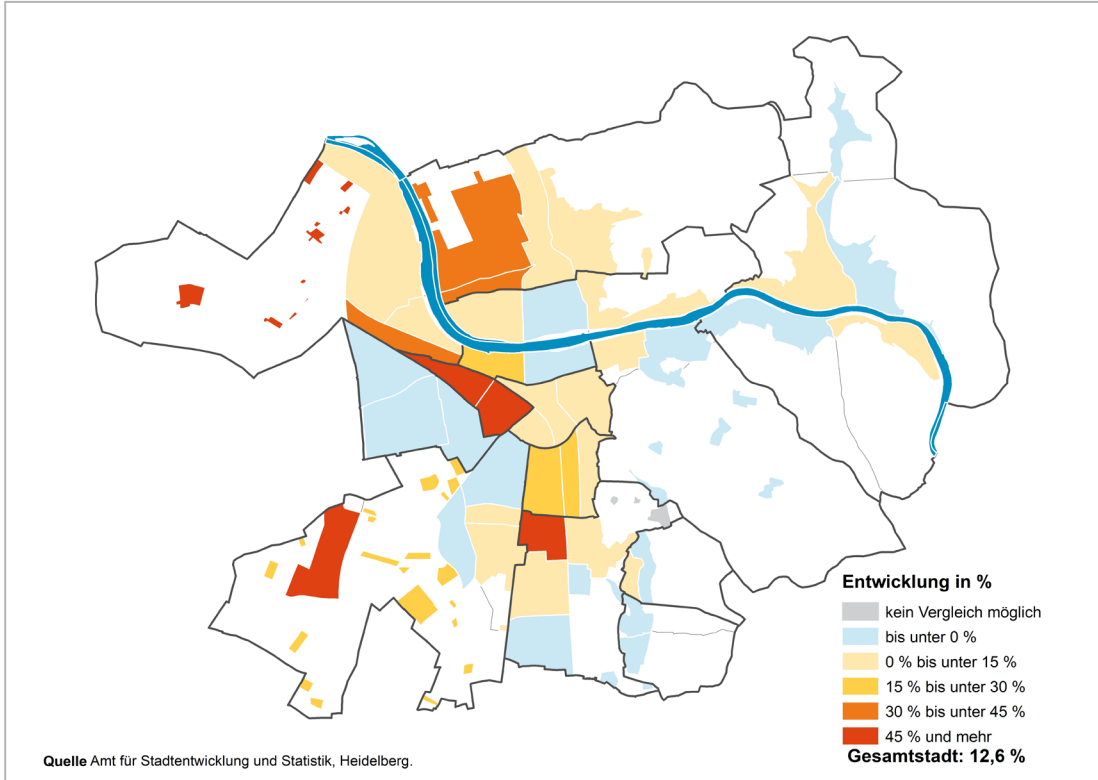 Entwicklung in %
kein Vergleich möglich
bis unter 0 %
0 % bis unter 15 %
15 % bis unter 30 %
30 % bis unter 45 %
45 % und mehr
Gesamtstadt: 12,6 %
Quelle Amt für Stadtentwicklung und Statistik, Heidelberg.